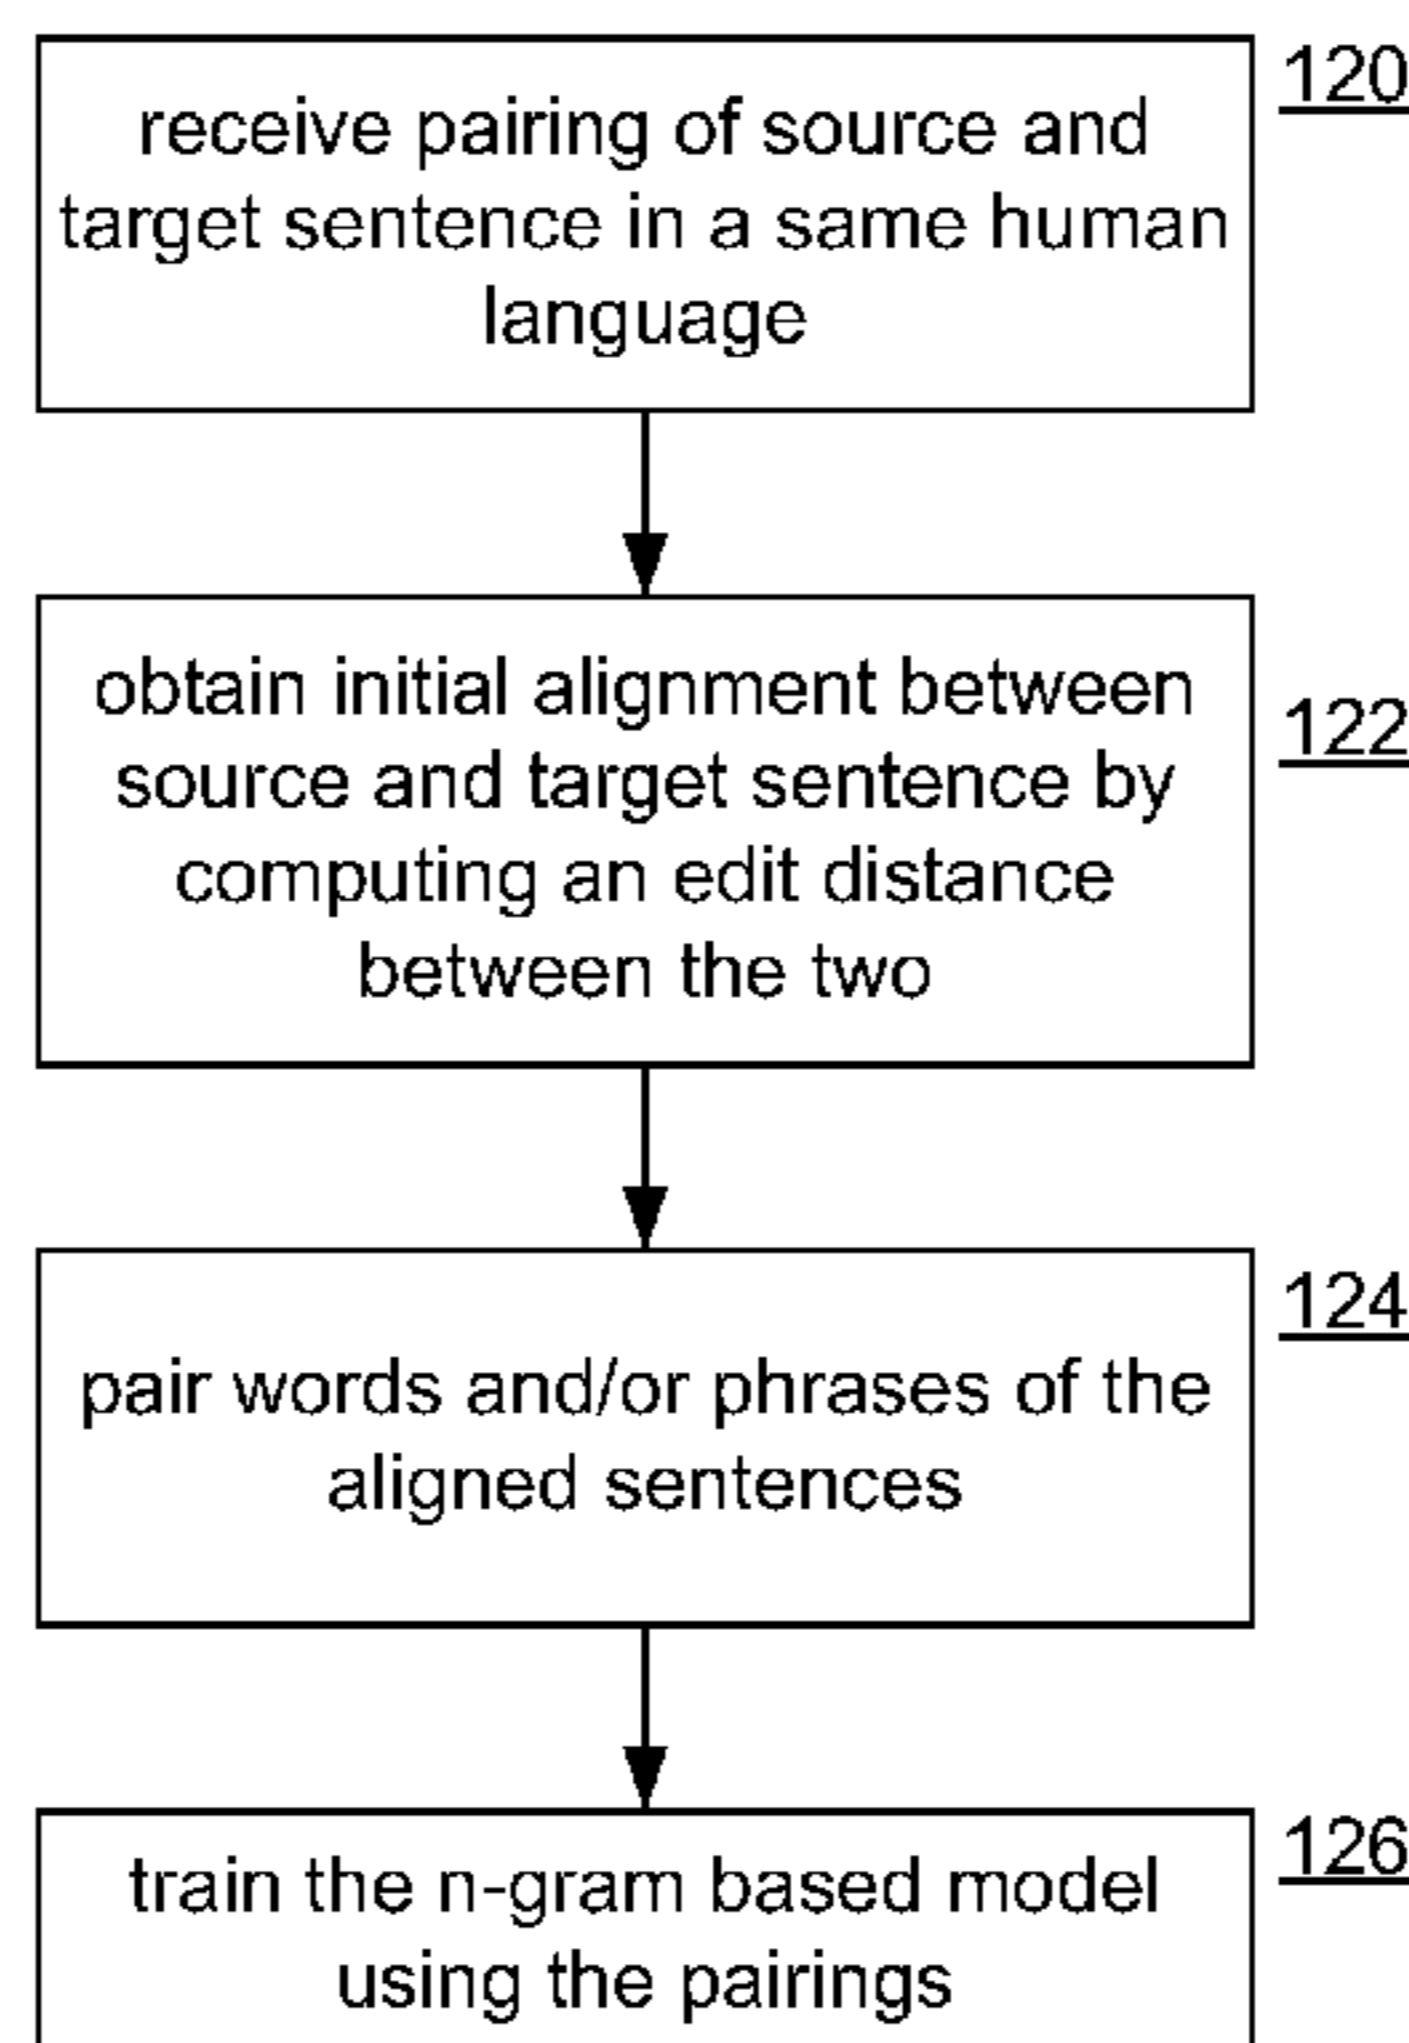 receive pairing of source and
target sentence in a same human
language
120
obtain initial alignment between
source and target sentence by
computing an edit distance
between the two
122
pair words and/or phrases of the
aligned sentences
124
train the n-gram based model
using the pairings
126